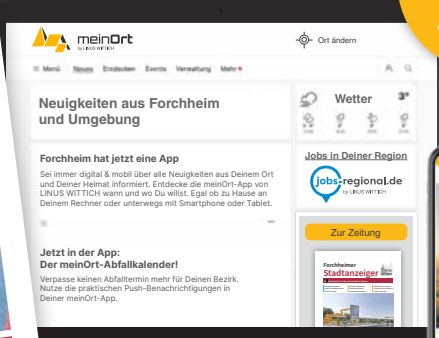 meinOrt
by LINUS WITTICH
Ort ändern
Menü Neues Entdecken Events Verwaltung Mehr
Neuigkeiten aus Forchheim
und Umgebung
Wetter 3°
Forchheim hat jetzt eine App
Sei immer digital & mobil über alle Neuigkeiten aus Deinem Ort
und Deiner Heimat informiert. Entdecke die meinOrt-App von
LINUS WITTICH wann und wo Du willst. Egal ob zu Hause an
Deinem Rechner oder unterwegs mit Smartphone oder Tablet.
Jetzt in der App:
Der meinOrt-Abfallkalender!
Verpasse keinen Abfalltermin mehr für Deinen Bezirk.
Nutze die praktischen Push-Benachrichtigungen in
Deiner meinOrt-App.
Jobs in Deiner Region
jobs-regional.de
by LINUS WITTICH
Zur Zeitung
Forchheimer
Stadtanzeiger